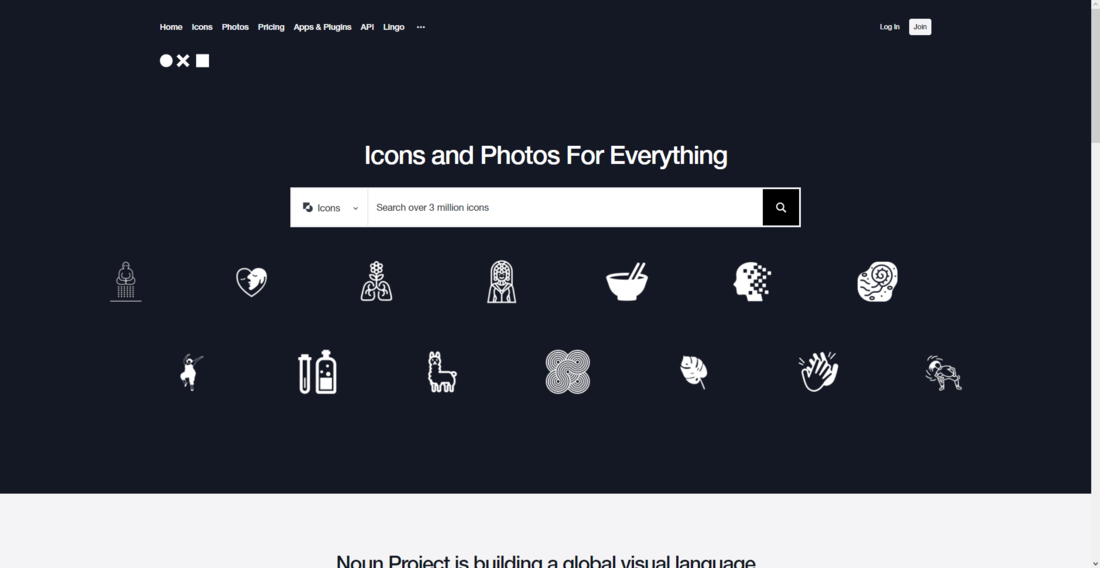 Home Icons Photos Pricing Apps & Plugins API Lingo ···
Log In Join
Icons and Photos For Everything
Icons Search over 3 million icons
Noun Project is building a global visual language